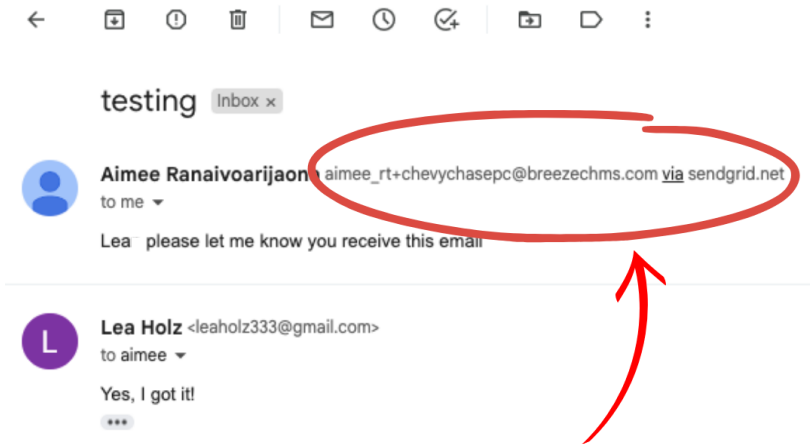 testing Inbox ×
Aimee Ranaivoarijaona aimee_rt+chevychasepc@breezechms.com via sendgrid.net
to me
Lea please let me know you receive this email
L
Lea Holz <leaholz333@gmail.com>
to aimee
Yes, I got it!
•••